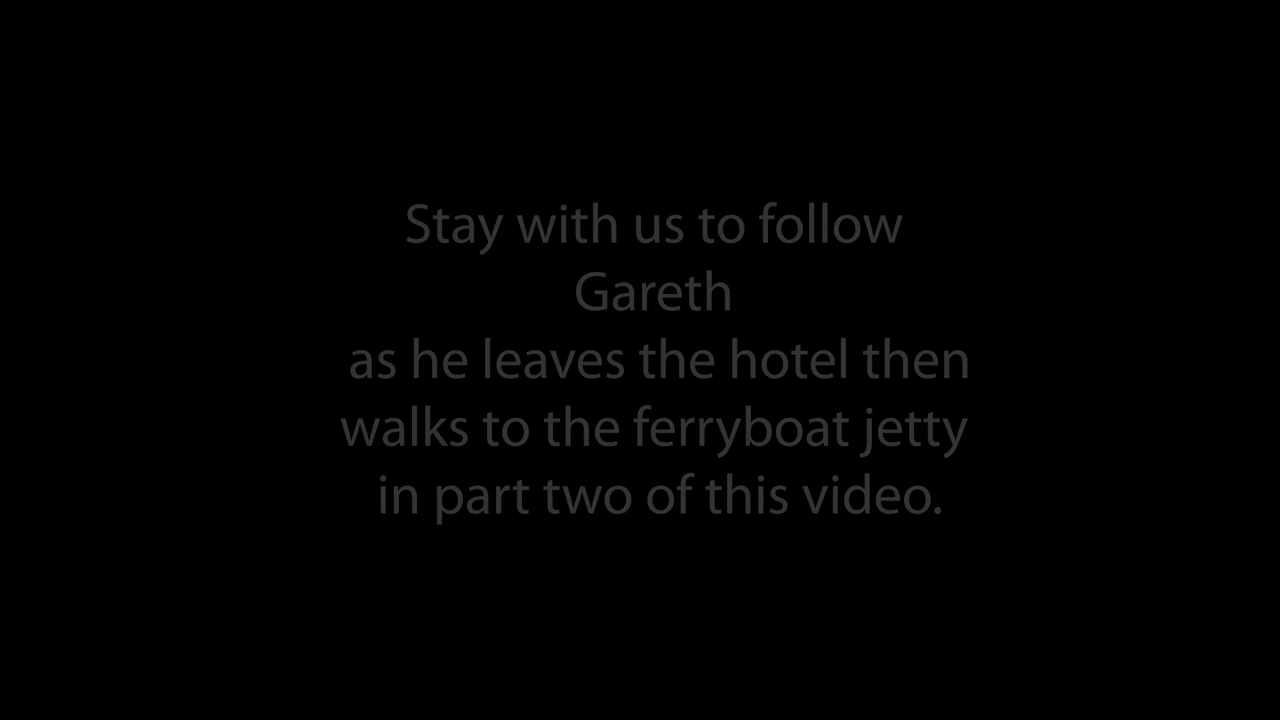 Stay with us to follow
Gareth
as he leaves the hotel then
walks to the ferryboat jetty
in part two of this video.